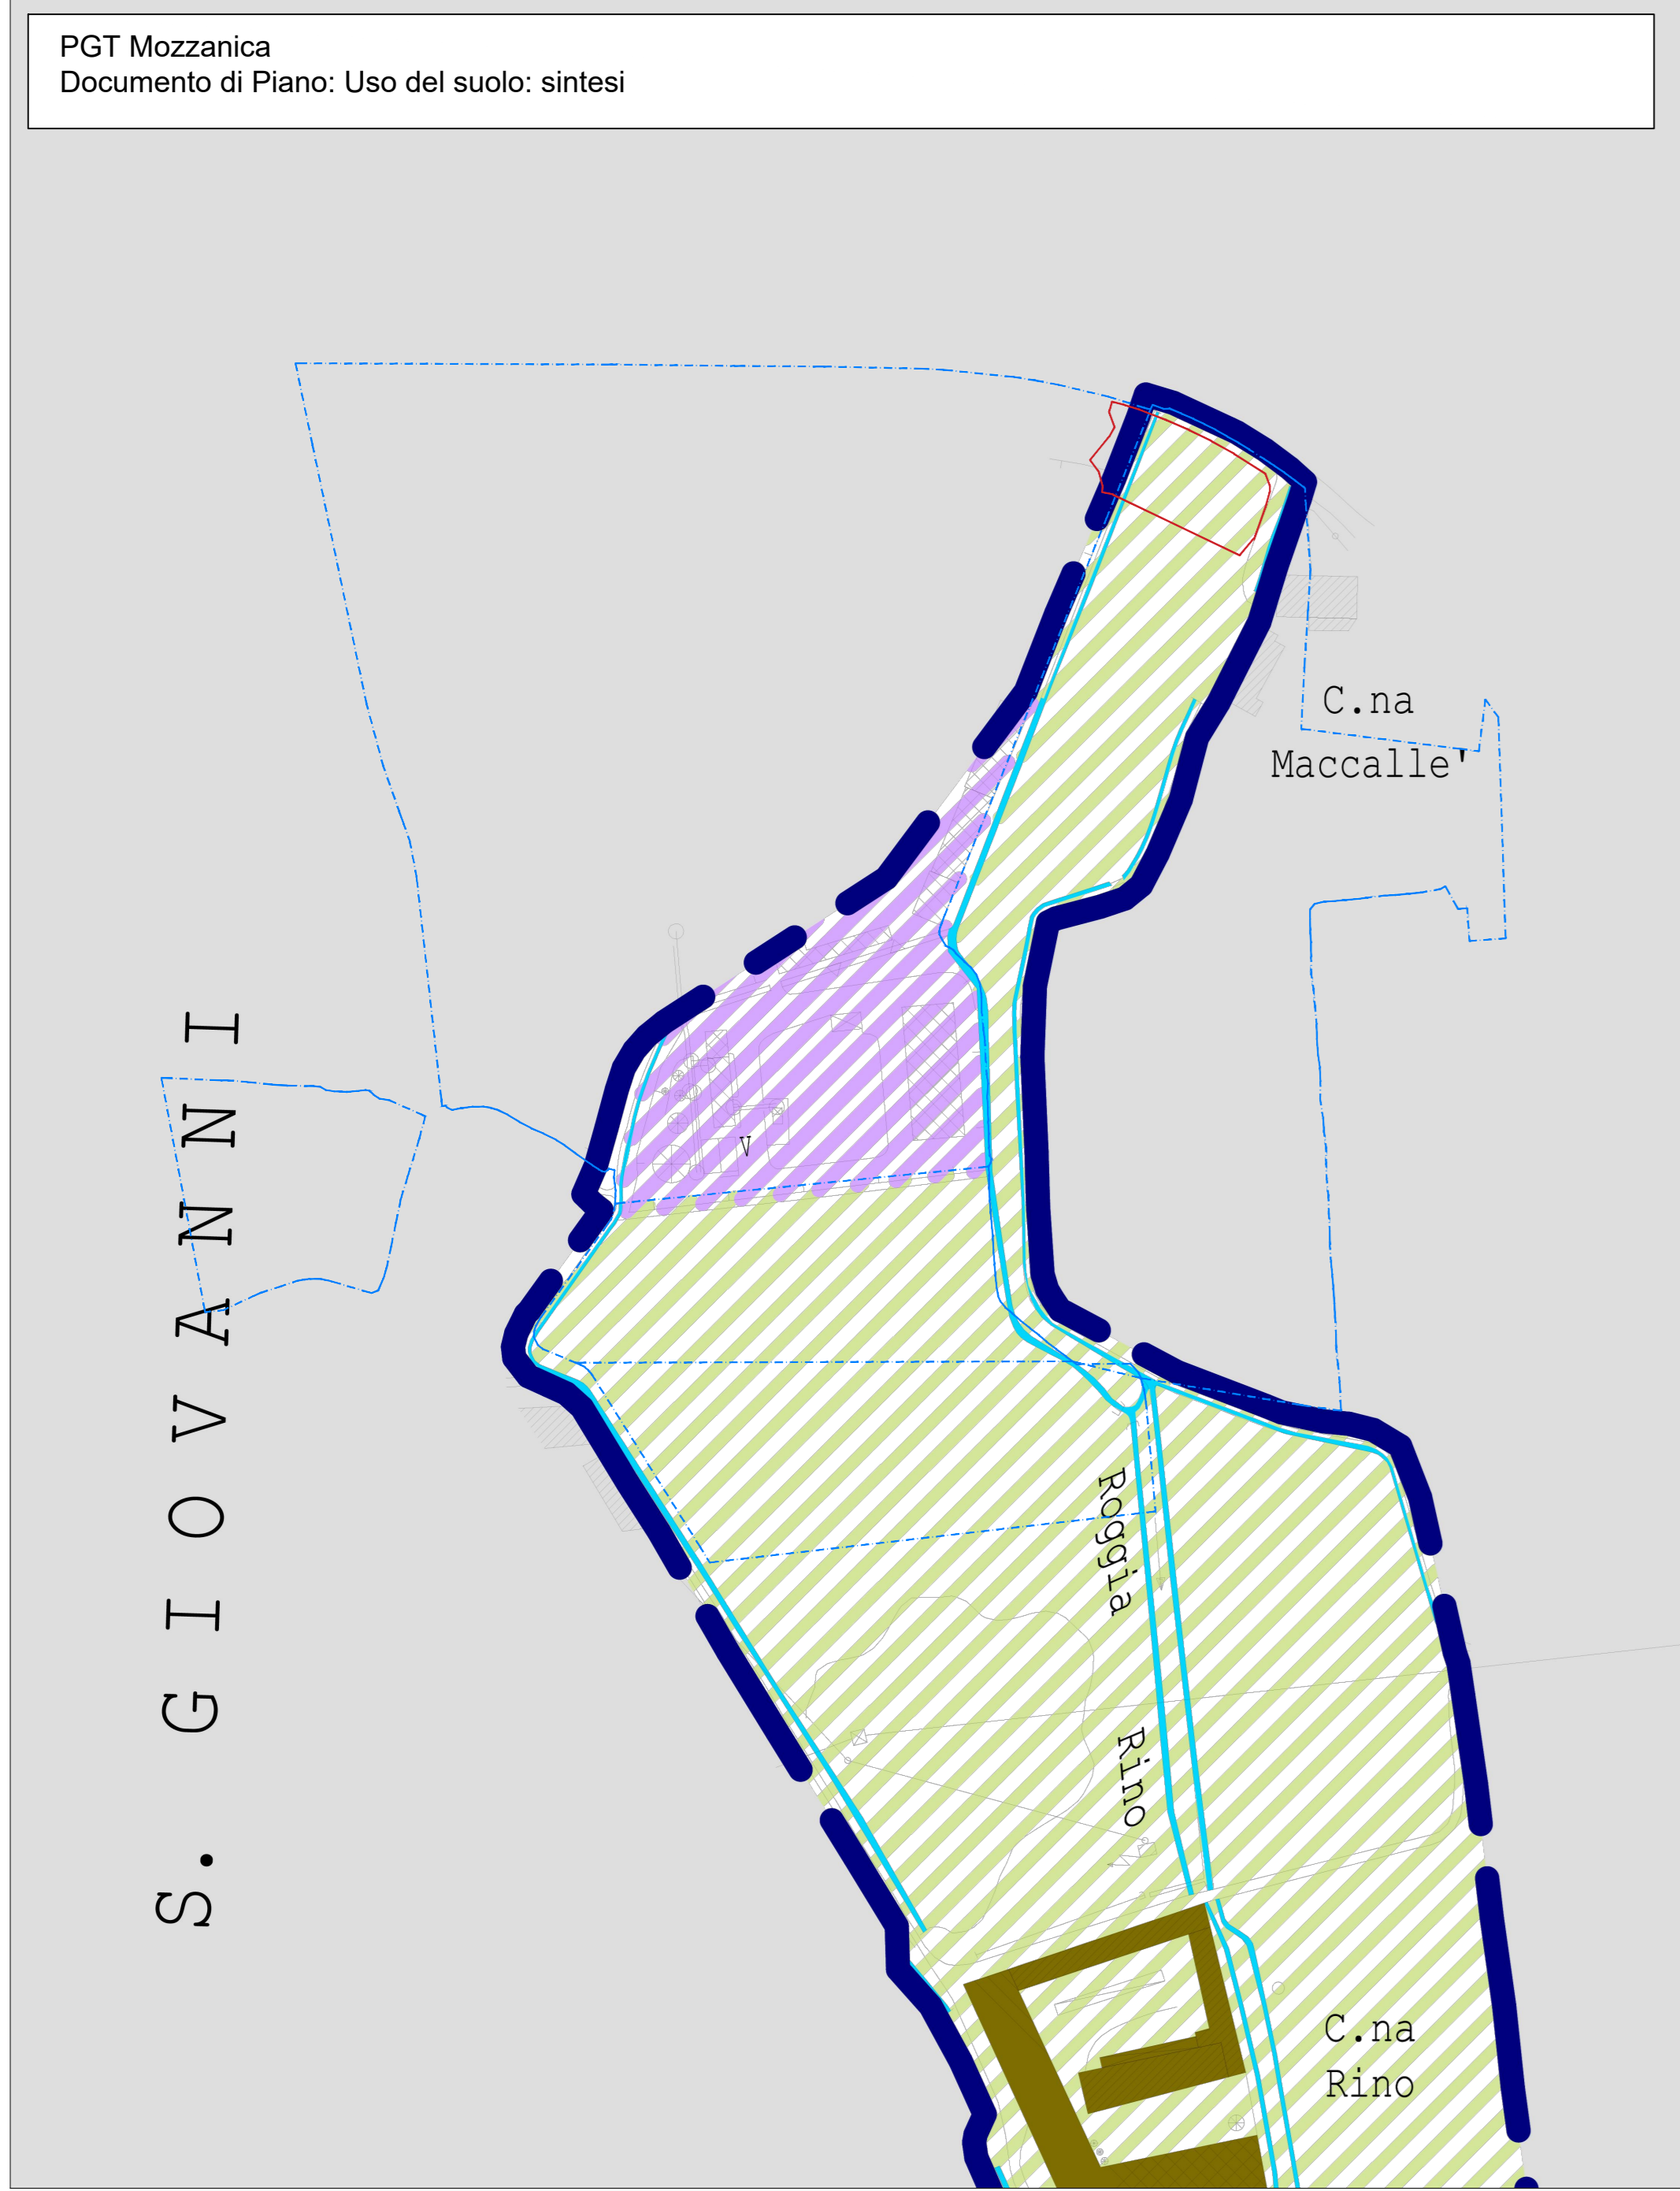 PGT Mozzanica
Documento di Piano: Uso del suolo: sintesi
C.na
Maccalle'
S. GIOVANNI
V
Roggia
Rino
C.na
Rino